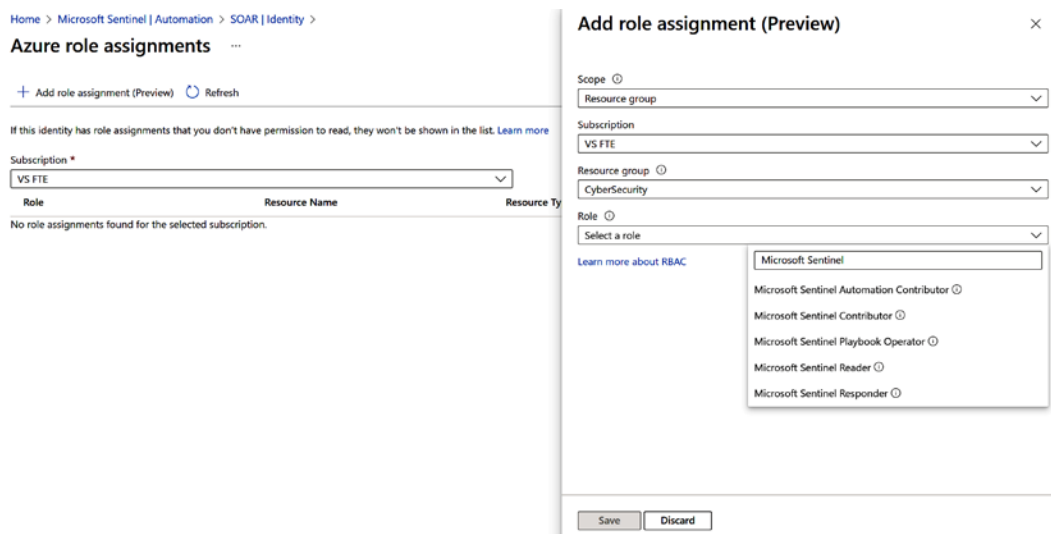 Home > Microsoft Sentinel | Automation > SOAR | Identity >
Azure role assignments ...
+ Add role assignment (Preview) Refresh
If this identity has role assignments that you don't have permission to read, they won't be shown in the list. Learn more
Subscription *
VS FTE
Role Resource Name Resource Ty
No role assignments found for the selected subscription.
Add role assignment (Preview)
Scope
Resource group
Subscription
VS FTE
Resource group
CyberSecurity
Role
Select a role
Learn more about RBAC
Microsoft Sentinel
Microsoft Sentinel Automation Contributor
Microsoft Sentinel Contributor
Microsoft Sentinel Playbook Operator
Microsoft Sentinel Reader
Microsoft Sentinel Responder
Save Discard